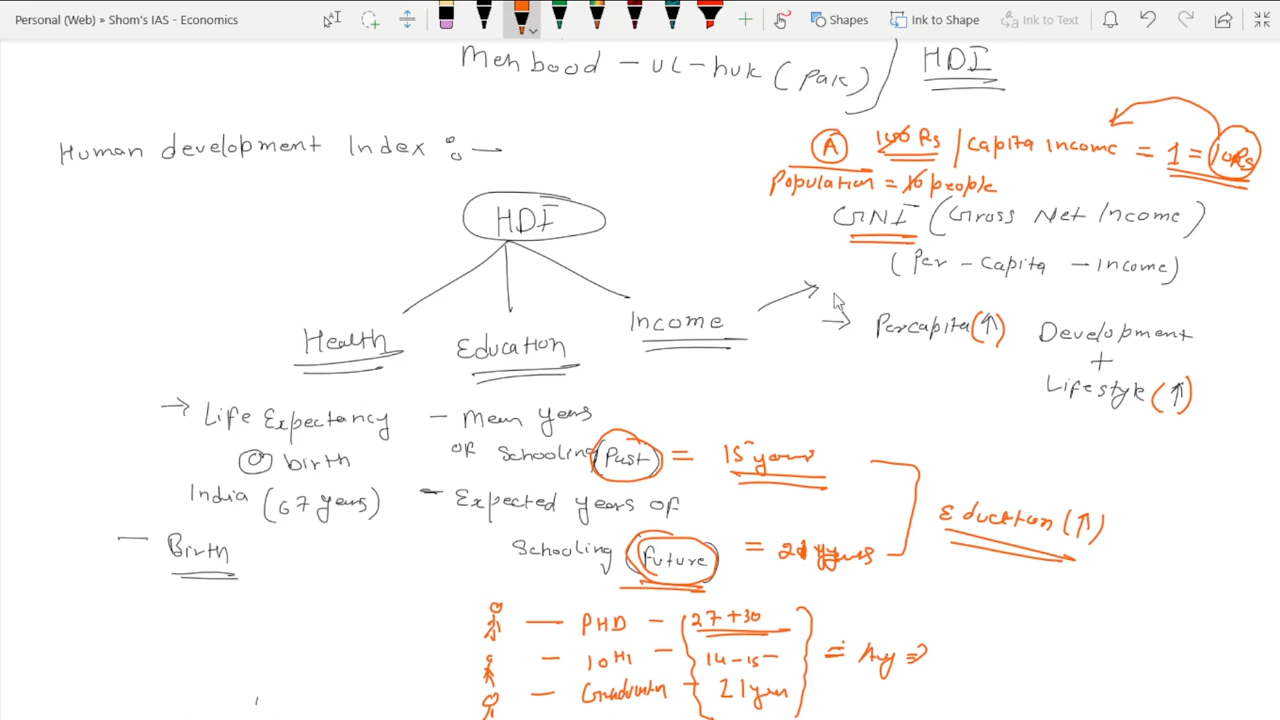 Personal (Web) » Shom's IAS - Economics
Shapes
Ink to Shape
Ink to Text
Mehbood - UL - huk (Pak)
HDI
Human development Index :-
A 100 Rs / Capita income = 1 = 10Rs
Population = 10 people
HDI
GNI (Gross Net Income)
(Per - Capita - Income)
Health
Education
Income
→ Percapita (↑)
Development
+
Lifestyle (↑)
→ Life Expectancy
@ birth
India (67 years)
- Birth
- Mean years
of Schooling (Past) = 15 years
- Expected years of
Schooling (Future) = 21 years
Education (↑)
- PHD - (27+30
- 10th - 14-15
- Graduate - 21 years
= Avg ⇒